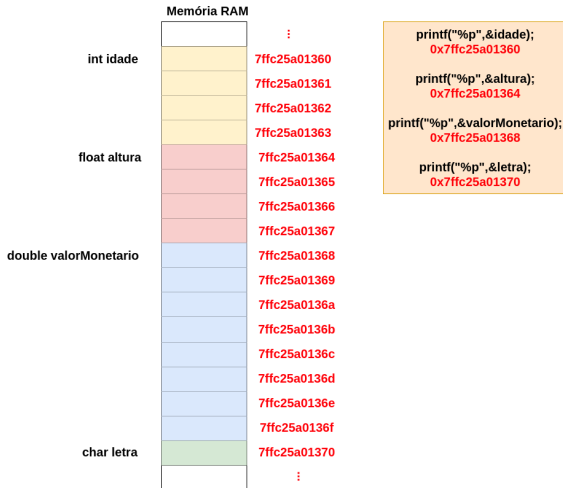 Memória RAM
⋮
int idade
7ffc25a01360
7ffc25a01361
7ffc25a01362
7ffc25a01363
float altura
7ffc25a01364
7ffc25a01365
7ffc25a01366
7ffc25a01367
double valorMonetario
7ffc25a01368
7ffc25a01369
7ffc25a0136a
7ffc25a0136b
7ffc25a0136c
7ffc25a0136d
7ffc25a0136e
7ffc25a0136f
char letra
7ffc25a01370
⋮
printf("%p",&idade);
0x7ffc25a01360
printf("%p",&altura);
0x7ffc25a01364
printf("%p",&valorMonetario);
0x7ffc25a01368
printf("%p",&letra);
0x7ffc25a01370